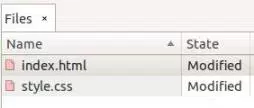 Files ×
Name State
index.html Modified
style.css Modified